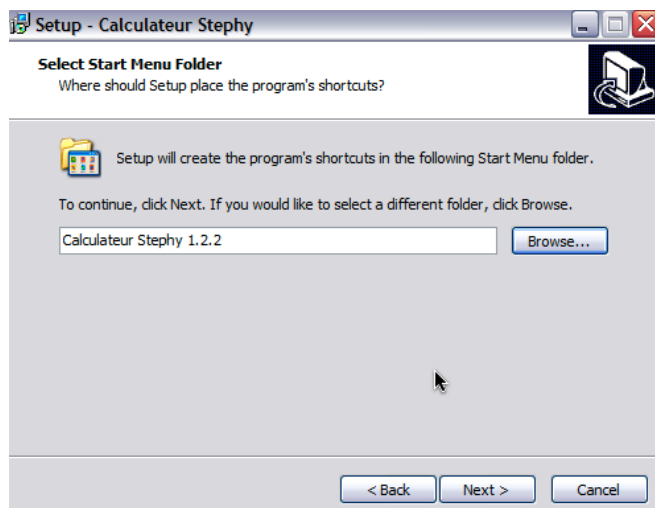 Setup - Calculateur Stephy
Select Start Menu Folder
Where should Setup place the program's shortcuts?
Setup will create the program's shortcuts in the following Start Menu folder.
To continue, click Next. If you would like to select a different folder, click Browse.
Calculateur Stephy 1.2.2
Browse...
< Back
Next >
Cancel